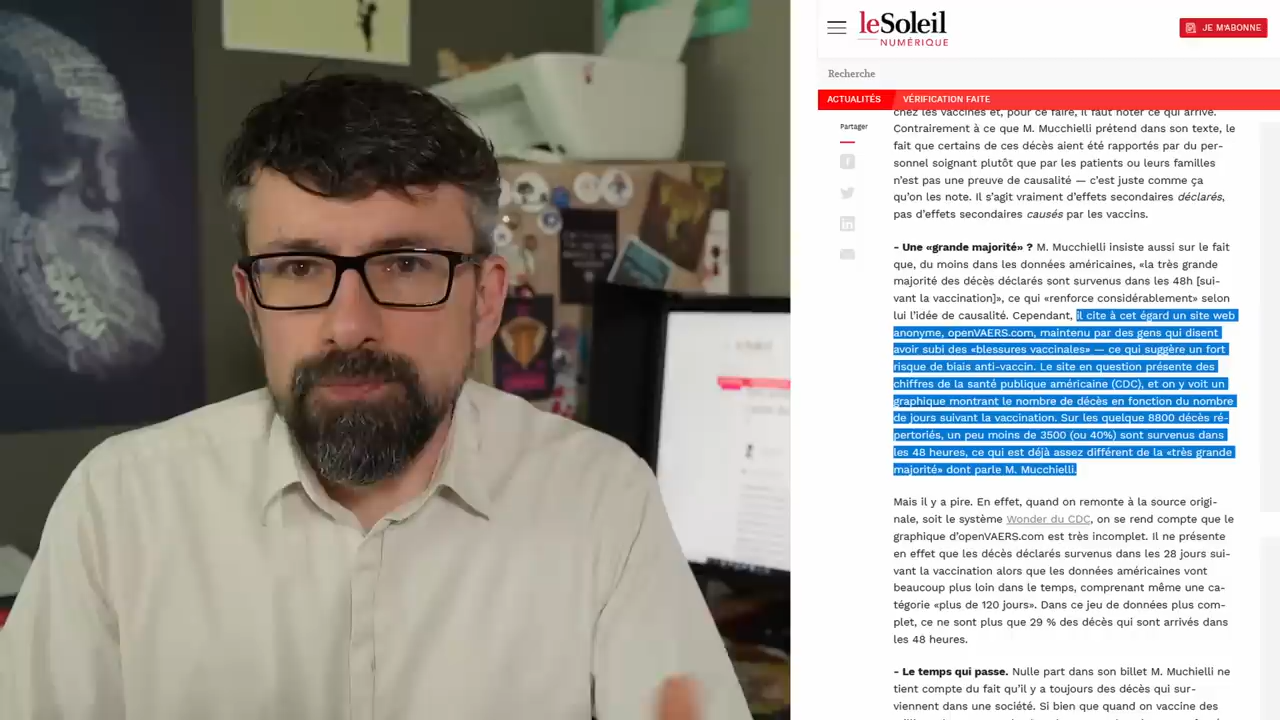 leSoleil
NUMÉRIQUE
JE M'ABONNE
Recherche
ACTUALITÉS
VÉRIFICATION FAITE
Partager
chez les vaccinés et, pour ce faire, il faut noter ce qui arrive.
Contrairement à ce que M. Mucchielli prétend dans son texte, le
fait que certains de ces décès aient été rapportés par du per-
sonnel soignant plutôt que par les patients ou leurs familles
n'est pas une preuve de causalité — c'est juste comme ça
qu'on les note. Il s'agit vraiment d'effets secondaires déclarés,
pas d'effets secondaires causés par les vaccins.
- Une «grande majorité» ? M. Mucchielli insiste aussi sur le fait
que, du moins dans les données américaines, «la très grande
majorité des décès déclarés sont survenus dans les 48h [sui-
vant la vaccination]», ce qui «renforce considérablement» selon
lui l'idée de causalité. Cependant, il cite à cet égard un site web
anonyme, openVAERS.com, maintenu par des gens qui disent
avoir subi des «blessures vaccinales» — ce qui suggère un fort
risque de biais anti-vaccin. Le site en question présente des
chiffres de la santé publique américaine (CDC), et on y voit un
graphique montrant le nombre de décès en fonction du nombre
de jours suivant la vaccination. Sur les quelque 8800 décès ré-
pertoriés, un peu moins de 3500 (ou 40%) sont survenus dans
les 48 heures, ce qui est déjà assez différent de la «très grande
majorité» dont parle M. Mucchielli.
Mais il y a pire. En effet, quand on remonte à la source origi-
nale, soit le système Wonder du CDC, on se rend compte que le
graphique d'openVAERS.com est très incomplet. Il ne présente
en effet que les décès déclarés survenus dans les 28 jours sui-
vant la vaccination alors que les données américaines vont
beaucoup plus loin dans le temps, comprenant même une ca-
tégorie «plus de 120 jours». Dans ce jeu de données plus com-
plet, ce ne sont plus que 29 % des décès qui sont arrivés dans
les 48 heures.
- Le temps qui passe. Nulle part dans son billet M. Muchielli ne
tient compte du fait qu'il y a toujours des décès qui sur-
viennent dans une société. Si bien que quand on vaccine des